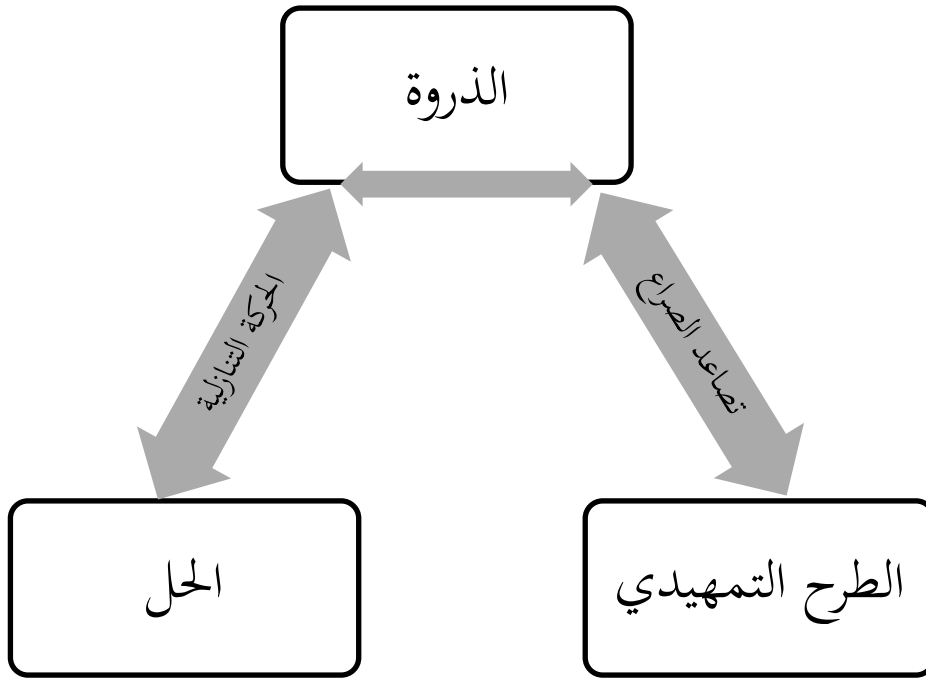 الذروة
تصاعد الصراع
الحركة التنازلية
الطرح التمهيدي
الحل